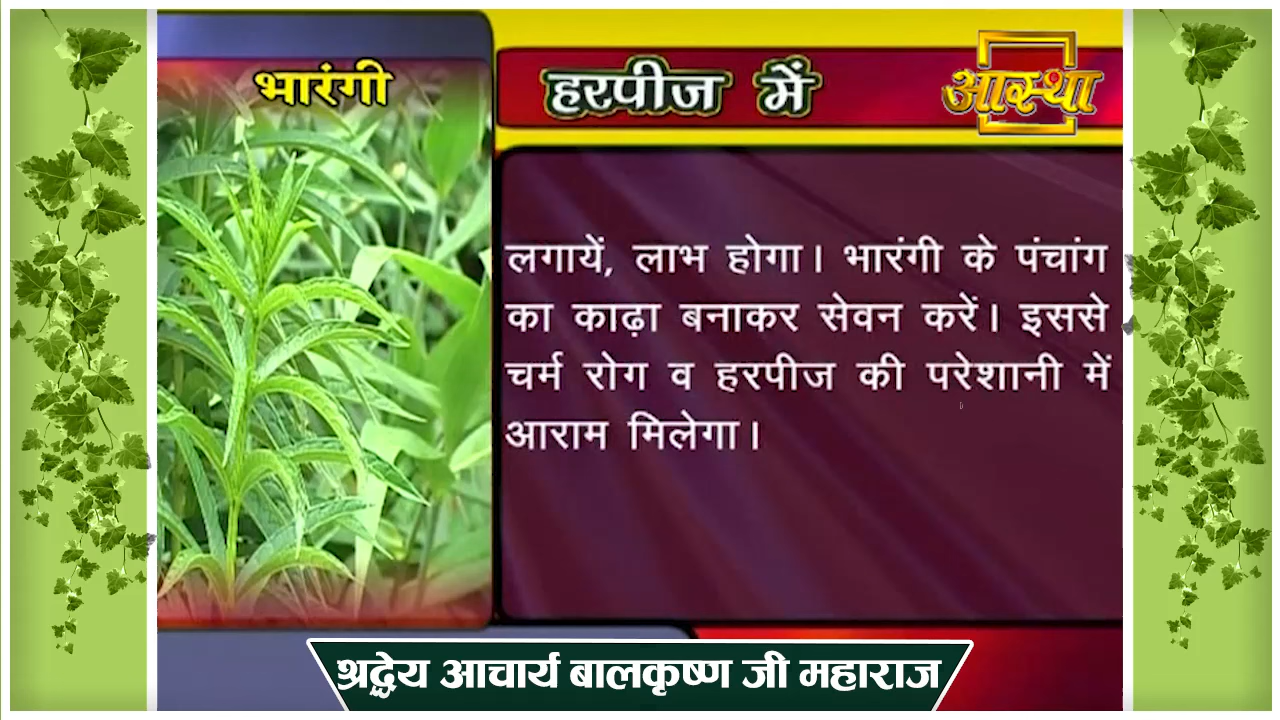 भारंगी
हरपीज में
आस्था
लगायें, लाभ होगा। भारंगी के पंचांग
का काढ़ा बनाकर सेवन करें। इससे
चर्म रोग व हरपीज की परेशानी में
आराम मिलेगा।
श्रद्धेय आचार्य बालकृष्ण जी महाराज